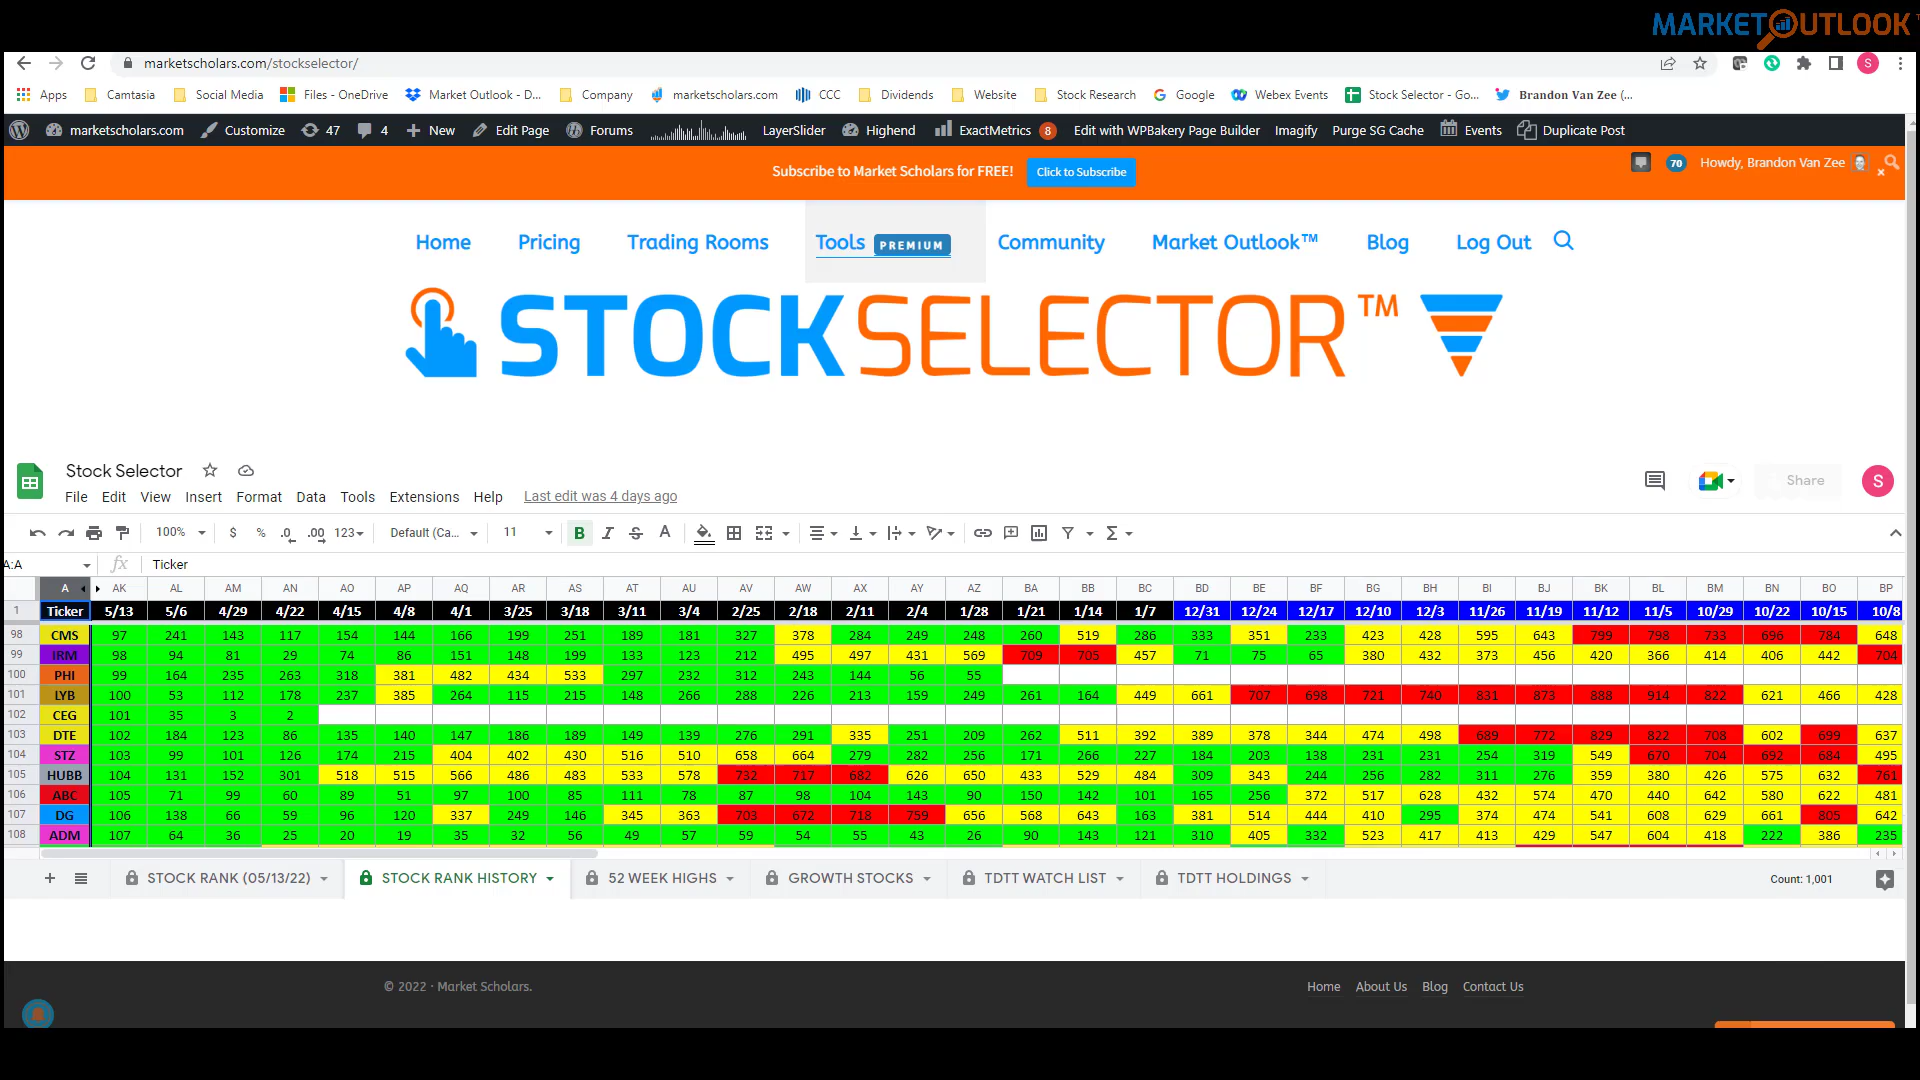 MARKETOUTLOOK
marketscholars.com/stockselector/
S
Apps Camtasia Social Media Files - OneDrive Market Outlook - D... Company marketscholars.com CCC Dividends Website Stock Research Google Webex Events Stock Selector - Go... Brandon Van Zee (...
marketscholars.com Customize 47 4 New Edit Page Forums LayerSlider Highend ExactMetrics 8 Edit with WPBakery Page Builder Imagify Purge SG Cache Events Duplicate Post
Subscribe to Market Scholars for FREE! Click to Subscribe 70 Howdy, Brandon Van Zee
Home Pricing Trading Rooms Tools PREMIUM Community Market Outlook™ Blog Log Out
STOCKSELECTOR™
Stock Selector
File Edit View Insert Format Data Tools Extensions Help Last edit was 4 days ago
Share S
100% $ % .0 .00 123 Default (Ca... 11 B I S A
A:A fx Ticker
A AK AL AM AN AO AP AQ AR AS AT AU AV AW AX AY AZ BA BB BC BD BE BF BG BH BI BJ BK BL BM BN BO BP
1 Ticker 5/13 5/6 4/29 4/22 4/15 4/8 4/1 3/25 3/18 3/11 3/4 2/25 2/18 2/11 2/4 1/28 1/21 1/14 1/7 12/31 12/24 12/17 12/10 12/3 11/26 11/19 11/12 11/5 10/29 10/22 10/15 10/8
98 CMS 97 241 143 117 154 144 166 199 251 189 181 327 378 284 249 248 260 519 286 333 351 233 423 428 595 643 799 798 733 696 784 648
99 IRM 98 94 81 29 74 86 151 148 199 133 123 212 495 497 431 569 709 705 457 71 75 65 380 432 373 456 420 366 414 406 442 704
100 PHI 99 164 235 263 318 381 482 434 533 297 232 312 243 144 56 55
101 LYB 100 53 112 178 237 385 264 115 215 148 266 288 226 213 159 249 261 164 449 661 707 698 721 740 831 873 888 914 822 621 466 428
102 CEG 101 35 3 2
103 DTE 102 184 123 86 135 140 147 186 189 149 139 276 291 335 251 209 262 511 392 389 378 344 474 498 689 772 829 822 708 602 699 637
104 STZ 103 99 101 126 174 215 404 402 430 516 510 658 664 279 282 256 171 266 227 184 203 138 231 231 254 319 549 670 704 692 684 495
105 HUBB 104 131 152 301 518 515 566 486 483 533 578 732 717 682 626 650 433 529 484 309 343 244 256 282 311 276 359 380 426 575 632 761
106 ABC 105 71 99 60 89 51 97 100 85 111 78 87 98 104 143 90 150 142 101 165 256 372 517 628 432 574 470 440 642 580 622 481
107 DG 106 138 66 59 96 120 337 249 146 345 363 703 672 718 759 656 568 643 163 381 514 444 410 295 374 474 541 608 629 661 805 642
108 ADM 107 64 36 25 20 19 35 32 56 49 57 59 54 55 43 26 90 143 121 310 405 332 523 417 413 429 547 604 418 222 386 235
STOCK RANK (05/13/22) STOCK RANK HISTORY 52 WEEK HIGHS GROWTH STOCKS TDTT WATCH LIST TDTT HOLDINGS Count: 1,001
© 2022 · Market Scholars. Home About Us Blog Contact Us